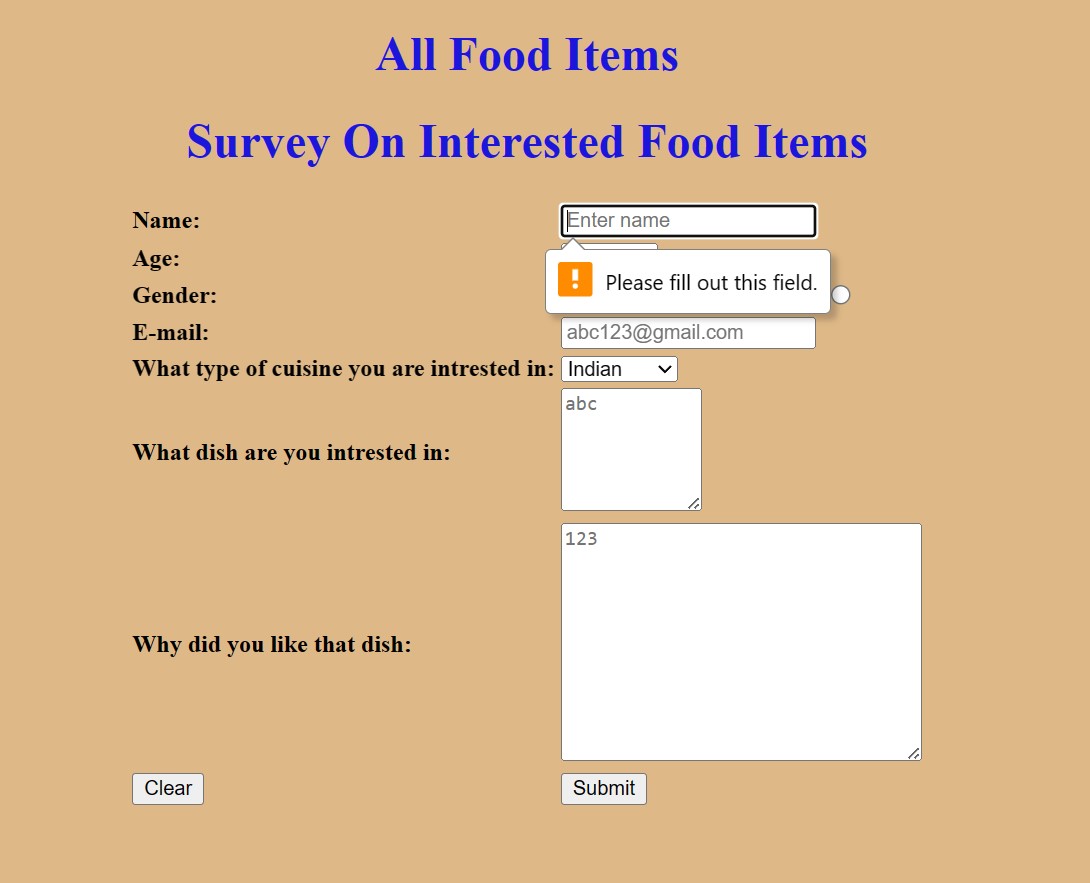 All Food Items
Survey On Interested Food Items
Name: Enter name
Age:
Please fill out this field.
Gender:
E-mail: abc123@gmail.com
What type of cuisine you are intrested in: Indian
What dish are you intrested in: abc
Why did you like that dish: 123
Clear Submit